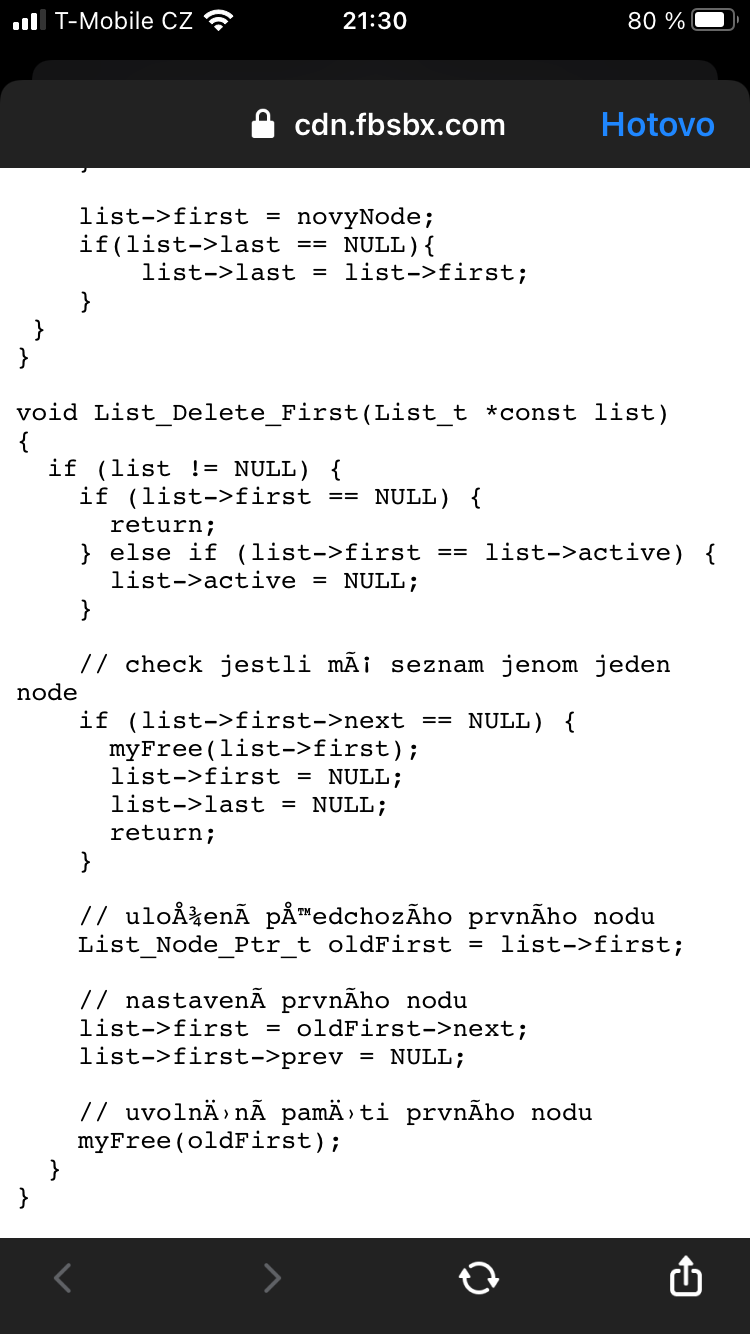 T-Mobile CZ 21:30 80 %
cdn.fbsbx.com Hotovo
list->first = novyNode;
if(list->last == NULL){
list->last = list->first;
}
}
}
void List_Delete_First(List_t *const list)
{
if (list != NULL) {
if (list->first == NULL) {
return;
} else if (list->first == list->active) {
list->active = NULL;
}
// check jestli mÃ¡ seznam jenom jeden
node
if (list->first->next == NULL) {
myFree(list->first);
list->first = NULL;
list->last = NULL;
return;
}
// uloÅ¾enÃ pÅ™edchozÃho prvnÃho nodu
List_Node_Ptr_t oldFirst = list->first;
// nastavenÃ prvnÃho nodu
list->first = oldFirst->next;
list->first->prev = NULL;
// uvolnÄ›nÃ pamÄ›ti prvnÃho nodu
myFree(oldFirst);
}
}